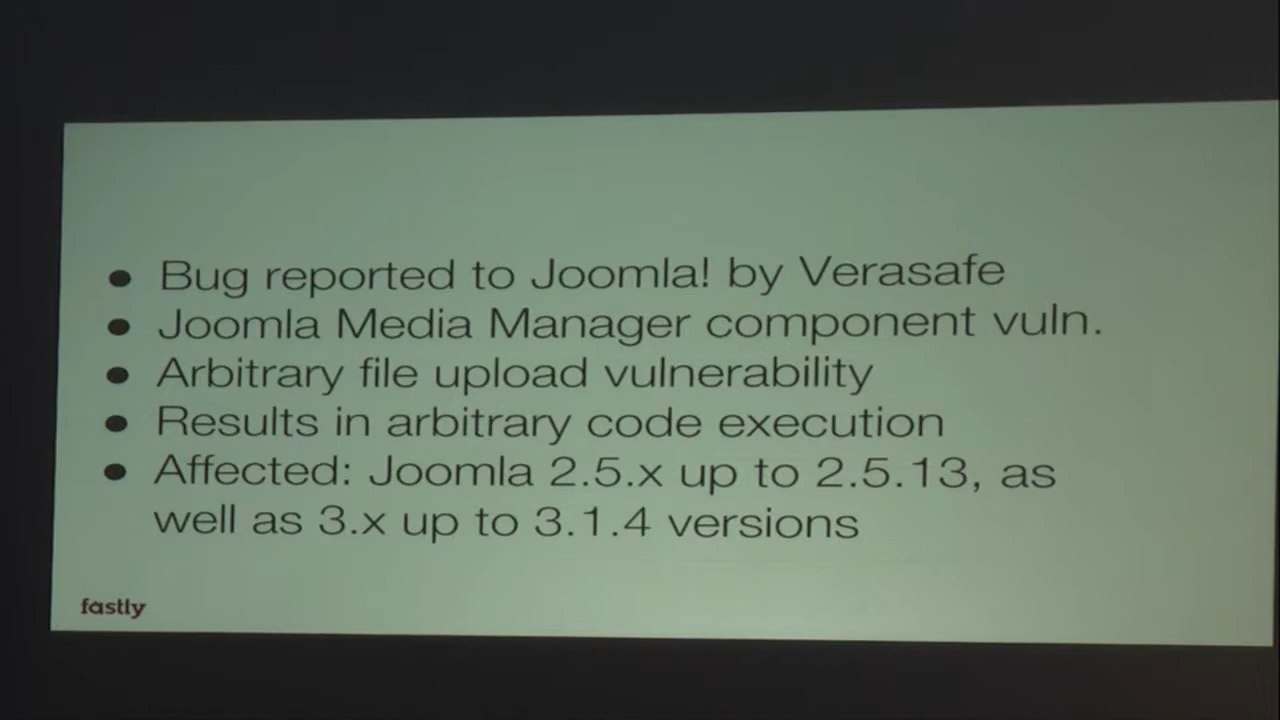 ● Bug reported to Joomla! by Verasafe
● Joomla Media Manager component vuln.
● Arbitrary file upload vulnerability
● Results in arbitrary code execution
● Affected: Joomla 2.5.x up to 2.5.13, as
well as 3.x up to 3.1.4 versions
fastly